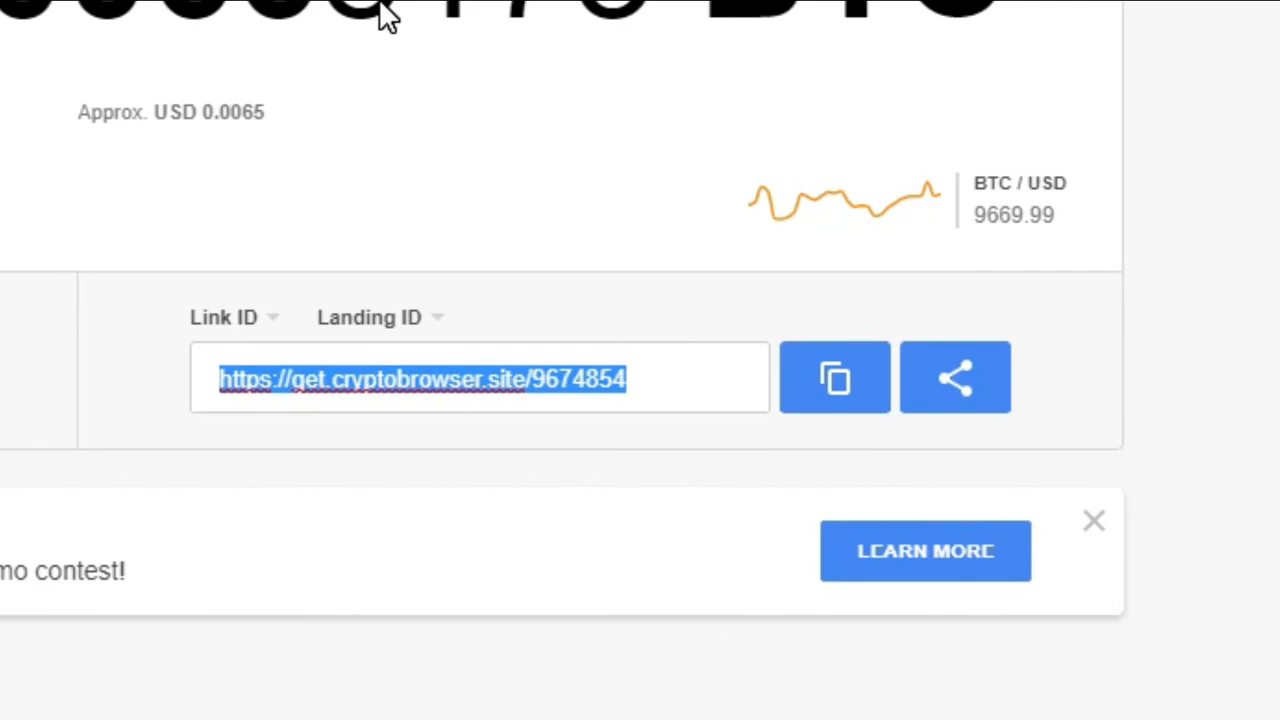 BTC
Approx. USD 0.0065
BTC / USD
9669.99
Link ID
Landing ID
https://get.cryptobrowser.site/9674854
LEARN MORE
mo contest!